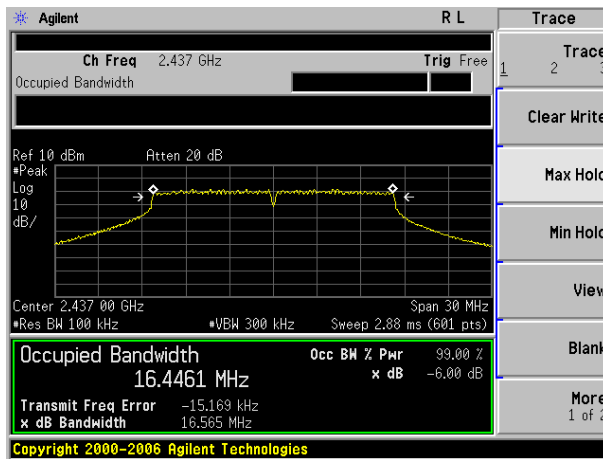 Agilent R L Trace
Ch Freq 2.437 GHz Trig Free
Occupied Bandwidth
Trace
1 2 3
Clear Write
Max Hold
Min Hold
View
Blank
More
1 of 2
Ref 10 dBm Atten 20 dB
#Peak
Log
10
dB/
Center 2.437 00 GHz Span 30 MHz
#Res BW 100 kHz #VBW 300 kHz Sweep 2.88 ms (601 pts)
Occupied Bandwidth Occ BW % Pwr 99.00 %
16.4461 MHz x dB -6.00 dB
Transmit Freq Error -15.169 kHz
x dB Bandwidth 16.565 MHz
Copyright 2000-2006 Agilent Technologies